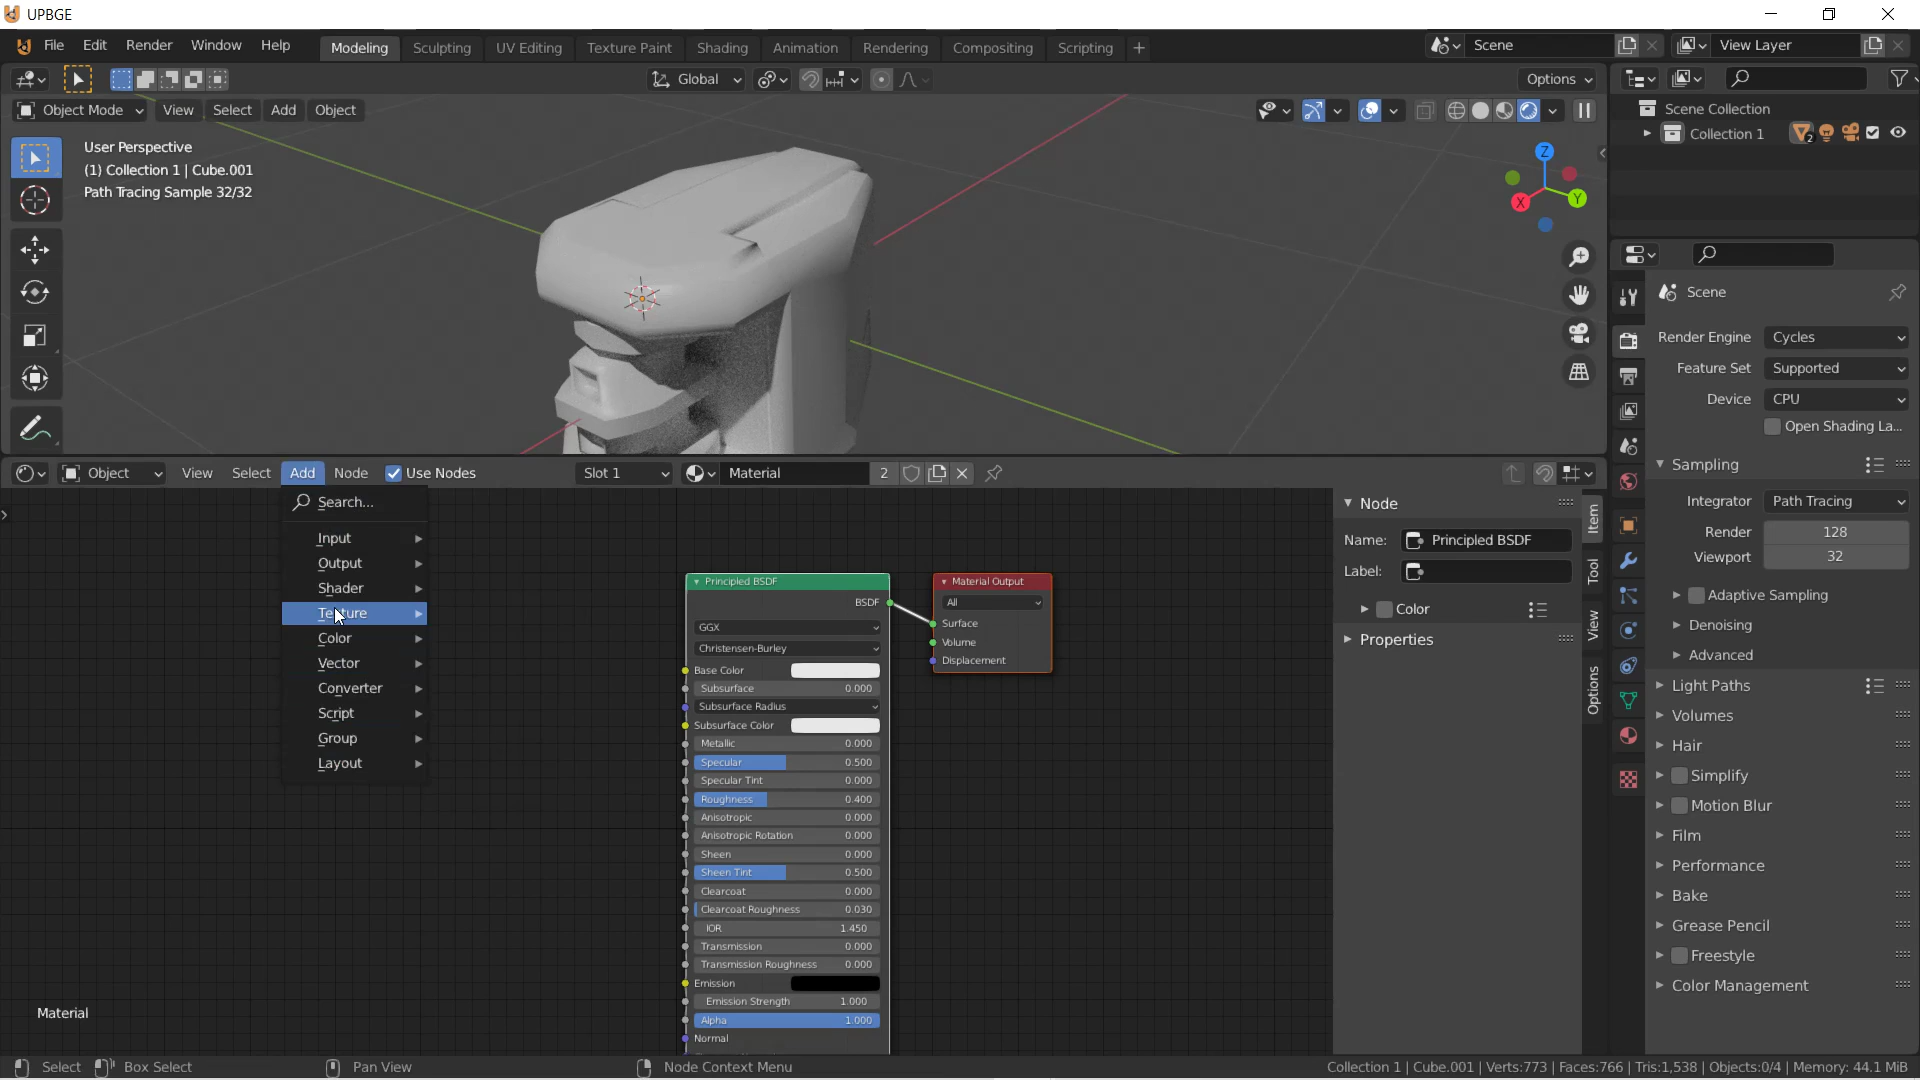 UPBGE
File Edit Render Window Help Modeling Sculpting UV Editing Texture Paint Shading Animation Rendering Compositing Scripting + Scene View Layer
Global Options
Object Mode View Select Add Object
Scene Collection
Collection 1 2
User Perspective
(1) Collection 1 | Cube.001
Path Tracing Sample 32/32
Z
X
Y
Scene
Render Engine Cycles
Feature Set Supported
Device CPU
Open Shading La...
Sampling
Integrator Path Tracing
Render 128
Viewport 32
Adaptive Sampling
Denoising
Advanced
Light Paths
Volumes
Hair
Simplify
Motion Blur
Film
Performance
Bake
Grease Pencil
Freestyle
Color Management
Object View Select Add Node Use Nodes Slot 1 Material 2
Search...
Input
Output
Shader
Texture
Color
Vector
Converter
Script
Group
Layout
Principled BSDF
BSDF
GGX
Christensen-Burley
Base Color
Subsurface 0.000
Subsurface Radius
Subsurface Color
Metallic 0.000
Specular 0.500
Specular Tint 0.000
Roughness 0.400
Anisotropic 0.000
Anisotropic Rotation 0.000
Sheen 0.000
Sheen Tint 0.500
Clearcoat 0.000
Clearcoat Roughness 0.030
IOR 1.450
Transmission 0.000
Transmission Roughness 0.000
Emission
Emission Strength 1.000
Alpha 1.000
Normal
Material Output
All
Surface
Volume
Displacement
Node
Name: Principled BSDF
Label:
Color
Properties
Item
Tool
View
Options
Material
Select Box Select Pan View Node Context Menu Collection 1 | Cube.001 | Verts:773 | Faces:766 | Tris:1,538 | Objects:0/4 | Memory: 44.1 MiB